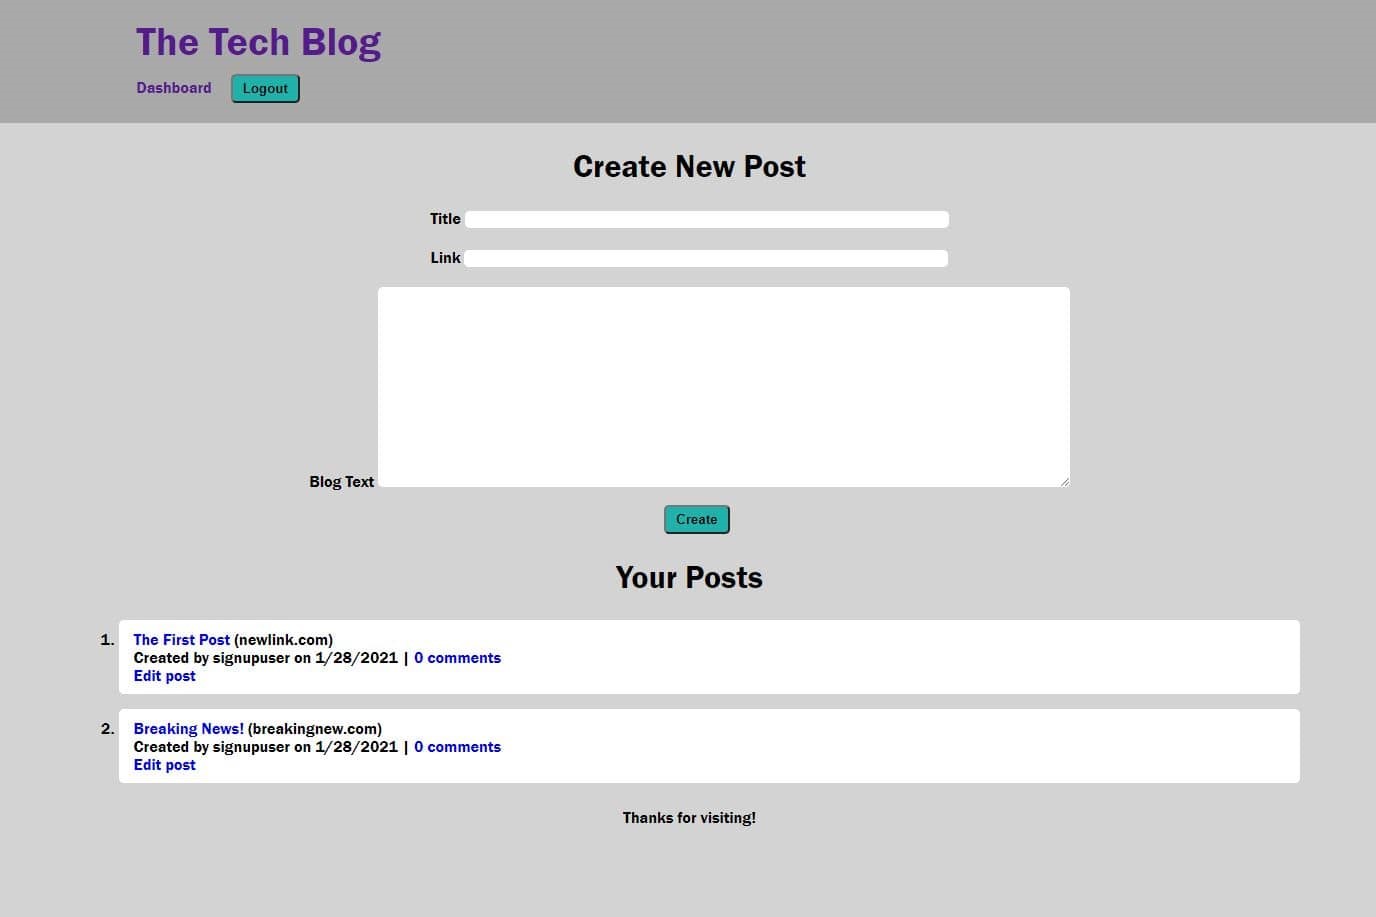 The Tech Blog
Dashboard Logout
Create New Post
Title
Link
Blog Text
Create
Your Posts
1. The First Post (newlink.com)
Created by signupuser on 1/28/2021 | 0 comments
Edit post
2. Breaking News! (breakingnew.com)
Created by signupuser on 1/28/2021 | 0 comments
Edit post
Thanks for visiting!